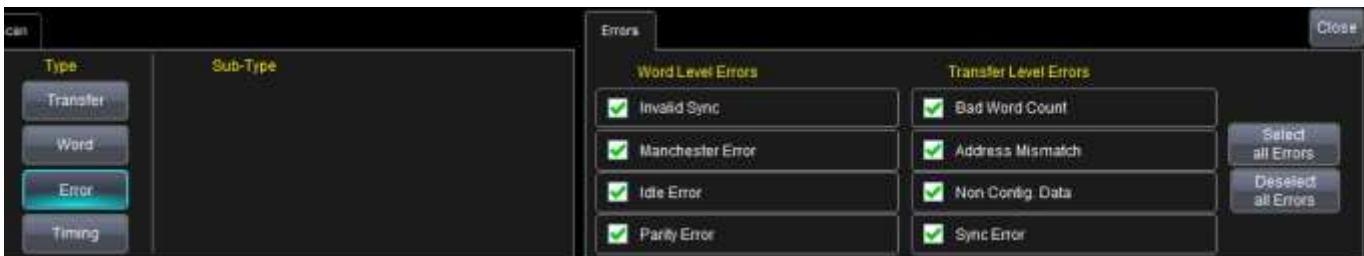 can
Errors
Close
Type
Sub-Type
Word Level Errors
Transfer Level Errors
Transfer
Invalid Sync
Bad Word Count
Word
Manchester Error
Address Mismatch
Select
all Errors
Error
Idle Error
Non Contig. Data
Deselect
all Errors
Timing
Parity Error
Sync Error